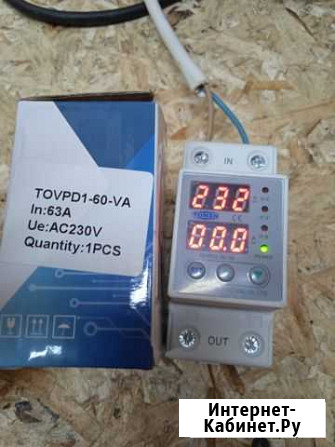 TOVPD1-60-VA
In:63A
Ue:AC230V
Quantity:1PCS
IN
232
00.0
OUT
Интернет-
Кабинет.Ру